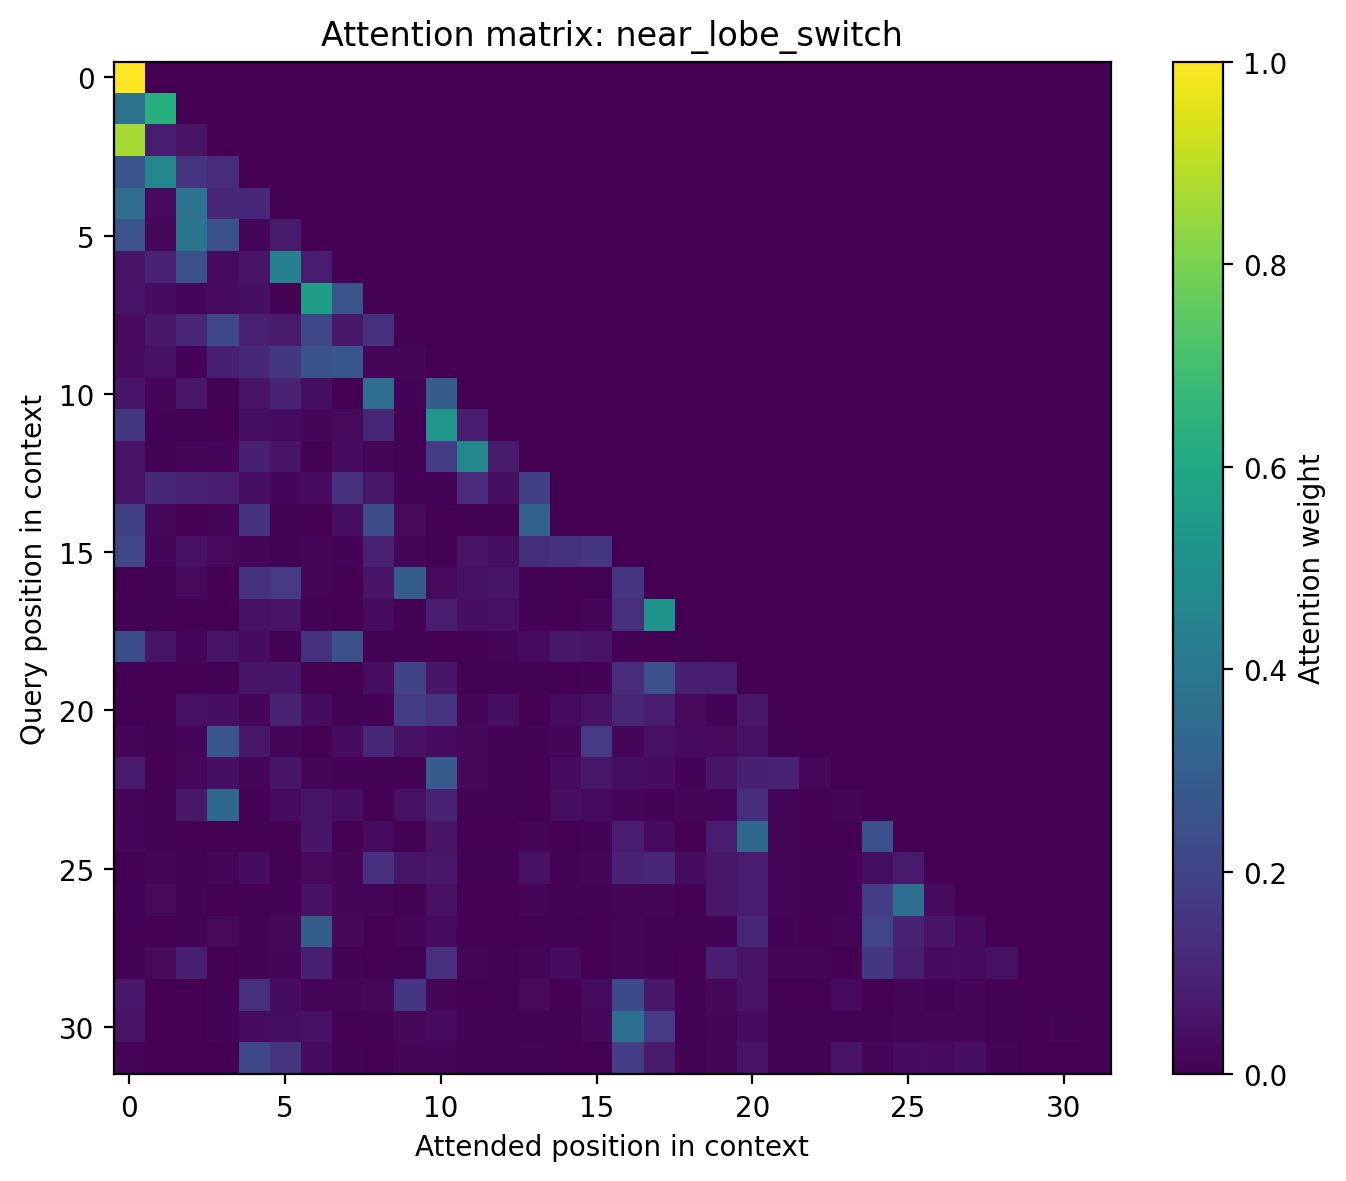 Attention matrix: near_lobe_switch
0
5
10
15
20
25
30
Query position in context
0 5 10 15 20 25 30
Attended position in context
1.0
0.8
0.6
0.4
0.2
0.0
Attention weight